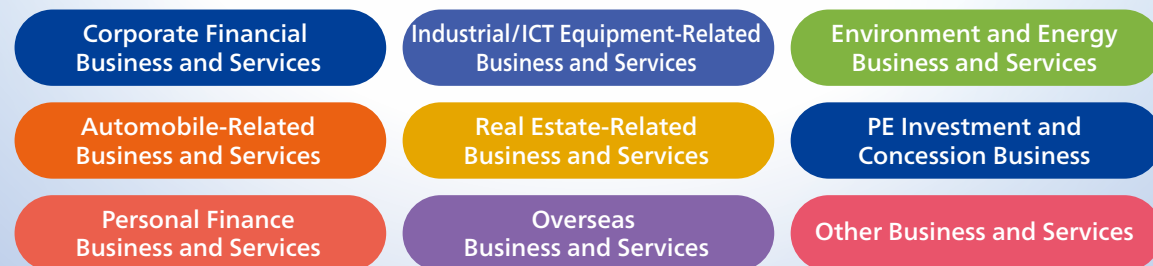 Corporate Financial
Business and Services
Industrial/ICT Equipment-Related
Business and Services
Environment and Energy
Business and Services
Automobile-Related
Business and Services
Real Estate-Related
Business and Services
PE Investment and
Concession Business
Personal Finance
Business and Services
Overseas
Business and Services
Other Business and Services